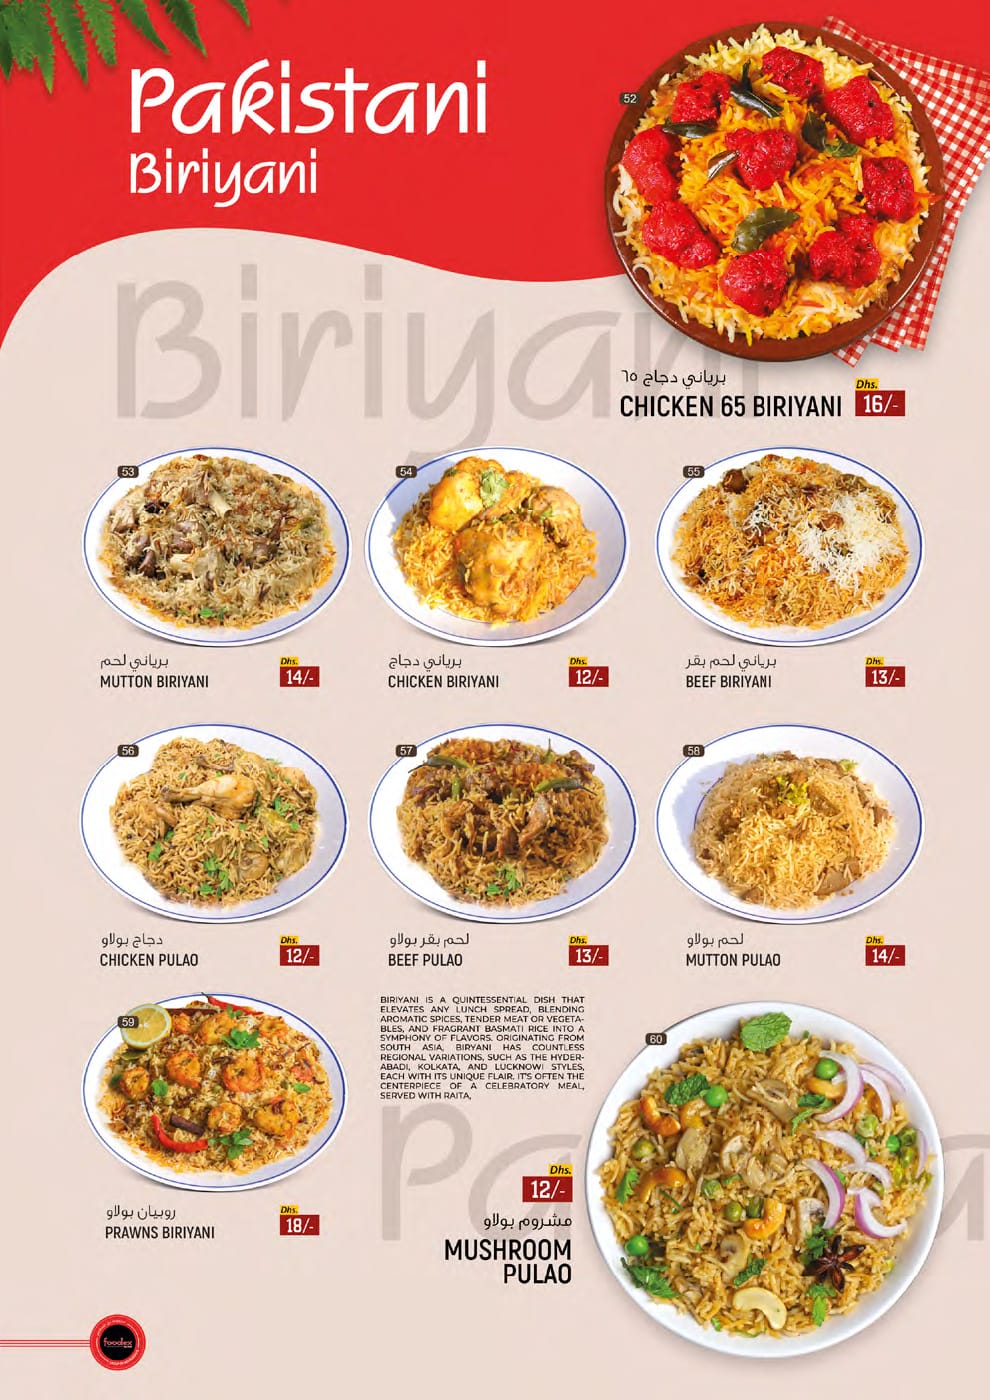 Pakistani
Biriyani
Biriyani
52
برياني دجاج ٦٥
CHICKEN 65 BIRIYANI
Dhs.
16/-
53
برياني لحم
MUTTON BIRIYANI
Dhs.
14/-
54
برياني دجاج
CHICKEN BIRIYANI
Dhs.
12/-
55
برياني لحم بقر
BEEF BIRIYANI
Dhs.
13/-
56
دجاج بولاو
CHICKEN PULAO
Dhs.
12/-
57
لحم بقر بولاو
BEEF PULAO
Dhs.
13/-
58
لحم بولاو
MUTTON PULAO
Dhs.
14/-
59
روبيان بولاو
PRAWNS BIRIYANI
Dhs.
18/-
BIRIYANI IS A QUINTESSENTIAL DISH THAT
ELEVATES ANY LUNCH SPREAD, BLENDING
AROMATIC SPICES, TENDER MEAT OR VEGETA-
BLES, AND FRAGRANT BASMATI RICE INTO A
SYMPHONY OF FLAVORS. ORIGINATING FROM
SOUTH ASIA, BIRYANI HAS COUNTLESS
REGIONAL VARIATIONS, SUCH AS THE HYDER-
ABADI, KOLKATA, AND LUCKNOWI STYLES,
EACH WITH ITS UNIQUE FLAIR. IT'S OFTEN THE
CENTERPIECE OF A CELEBRATORY MEAL,
SERVED WITH RAITA,
60
Dhs.
12/-
مشروم بولاو
MUSHROOM
PULAO
foodex